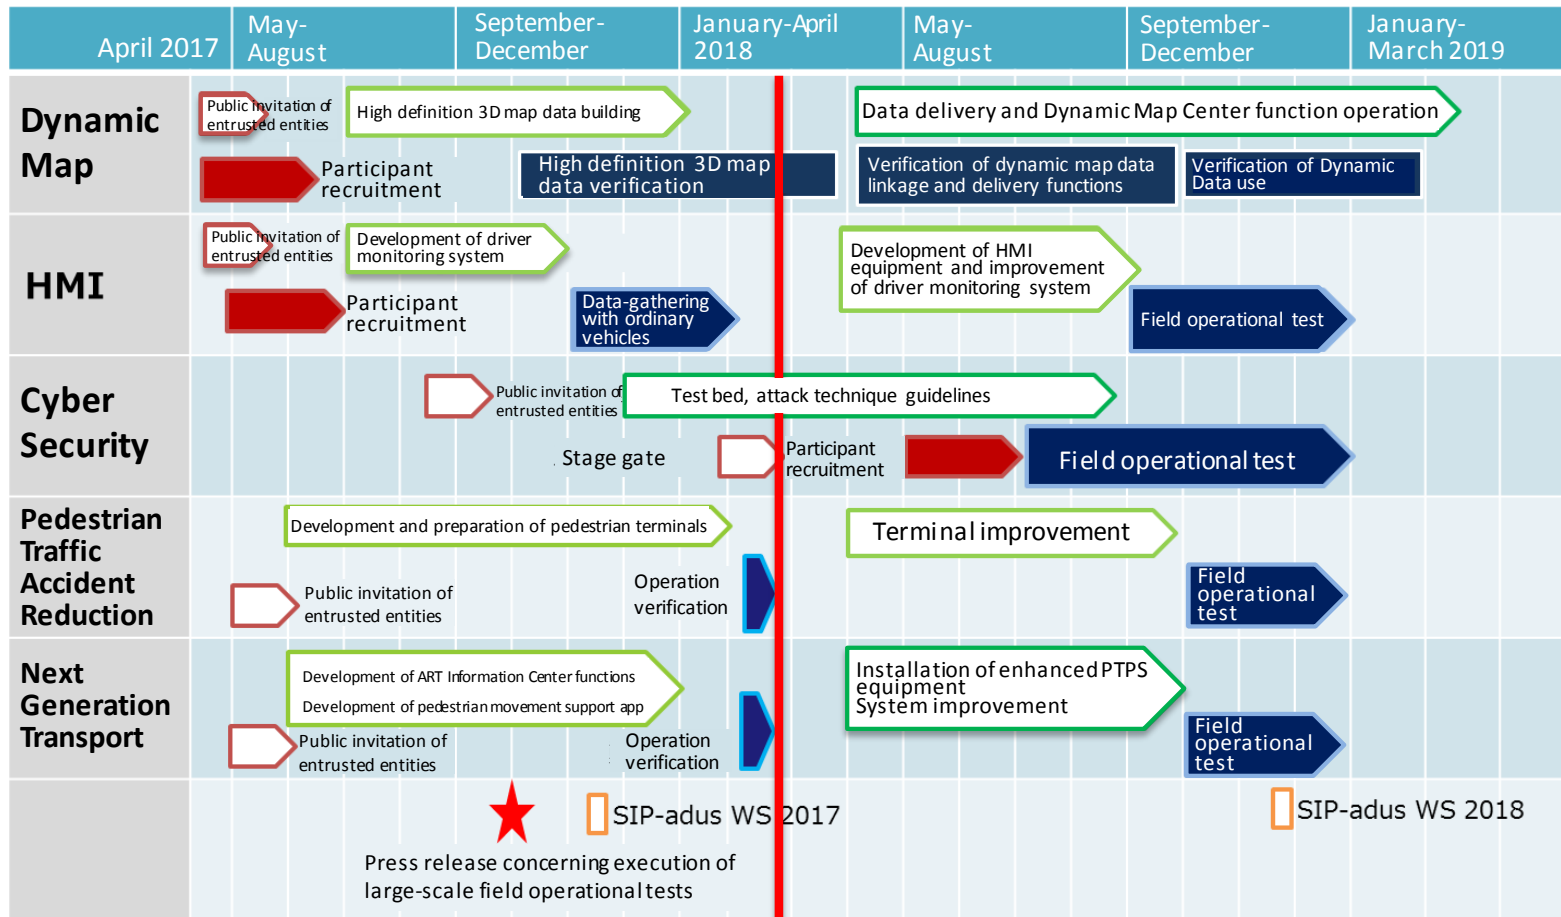 April 2017
May-
August
September-
December
January-April
2018
May-
August
September-
December
January-
March 2019
Dynamic
Map
Public invitation of
entrusted entities
High definition 3D map data building
Data delivery and Dynamic Map Center function operation
Participant
recruitment
High definition 3D map
data verification
Verification of dynamic map data
linkage and delivery functions
Verification of Dynamic
Data use
HMI
Public invitation of
entrusted entities
Development of driver
monitoring system
Development of HMI
equipment and improvement
of driver monitoring system
Participant
recruitment
Data-gathering
with ordinary
vehicles
Field operational test
Cyber
Security
Public invitation of
entrusted entities
Test bed, attack technique guidelines
Stage gate
Participant
recruitment
Field operational test
Pedestrian
Traffic
Accident
Reduction
Development and preparation of pedestrian terminals
Terminal improvement
Public invitation of
entrusted entities
Operation
verification
Field
operational
test
Next
Generation
Transport
Development of ART Information Center functions
Development of pedestrian movement support app
Installation of enhanced PTPS
equipment
System improvement
Public invitation of
entrusted entities
Operation
verification
Field
operational
test
SIP-adus WS 2017
SIP-adus WS 2018
Press release concerning execution of
large-scale field operational tests